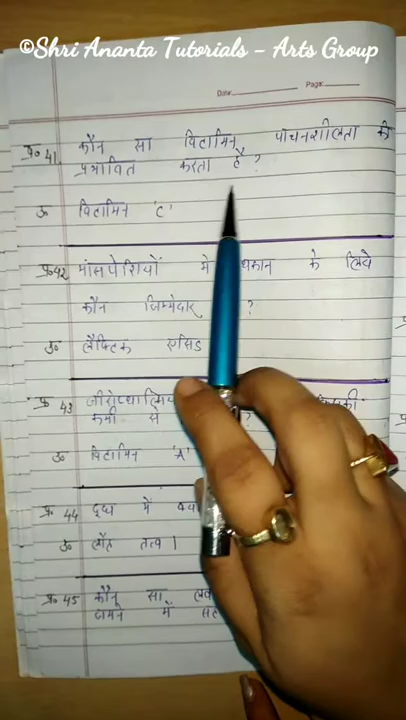 ©Shri Ananta Tutorials - Arts Group
Date: Page:
प्र० 41. कौन सा विटामिन पाचनशीलता को
प्रभावित करता है ?
उ० विटामिन 'C'
प्र० 42 मांसपेशियों में थकान के लिये
कौन जिम्मेदार ?
उ० लैक्टिक एसिड
प्र० 43 जीरोप्थाल्मिया
कमी से ?
उ० विटामिन 'A'
प्र० 44 दूध में
उ० लौह तत्व ।
प्र० 45 कौन सा
जमने में